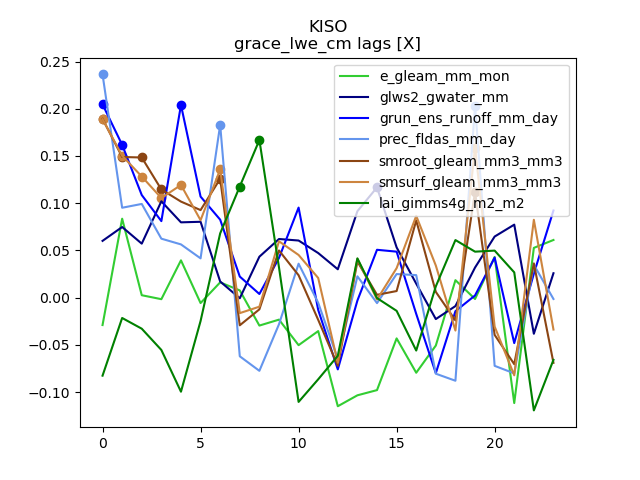 KISO
grace_lwe_cm lags [X]
0.25
0.20
0.15
0.10
0.05
0.00
−0.05
−0.10
0
5
10
15
20
e_gleam_mm_mon
glws2_gwater_mm
grun_ens_runoff_mm_day
prec_fldas_mm_day
smroot_gleam_mm3_mm3
smsurf_gleam_mm3_mm3
lai_gimms4g_m2_m2